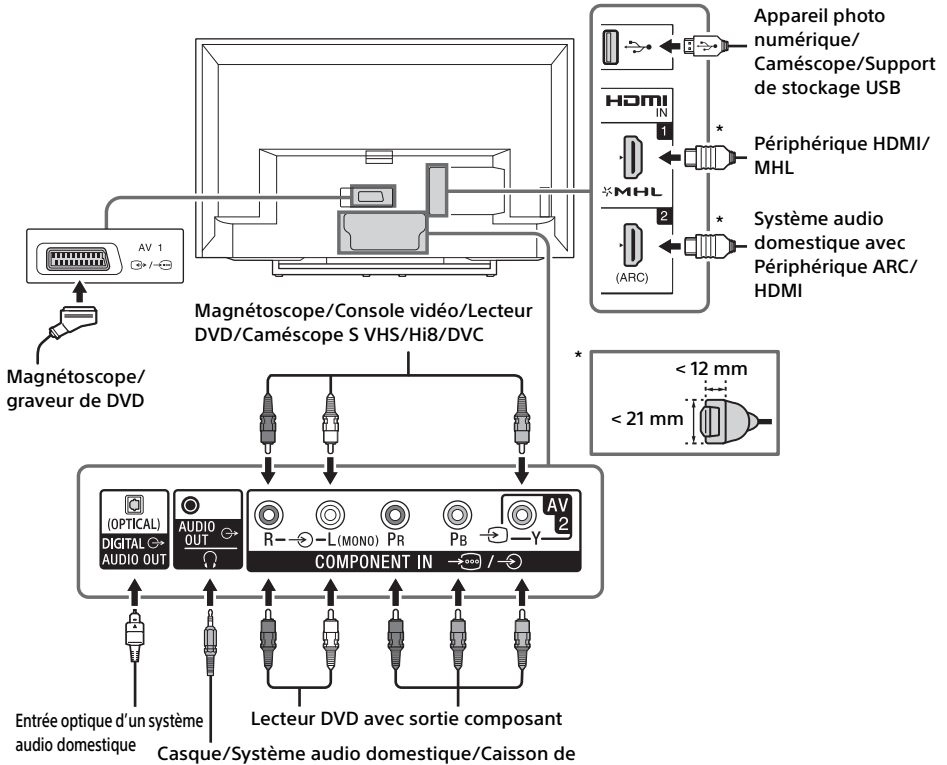 Appareil photo
numérique/
Caméscope/Support
de stockage USB
HDMI
IN
1
*
Périphérique HDMI/
MHL
MHL
2
*
Système audio
domestique avec
Périphérique ARC/
HDMI
(ARC)
AV 1
Magnétoscope/
graveur de DVD
Magnétoscope/Console vidéo/Lecteur
DVD/Caméscope S VHS/Hi8/DVC
*
< 12 mm
< 21 mm
(OPTICAL)
DIGITAL
AUDIO OUT
AUDIO
OUT
R
L(MONO)
PR
PB
Y
AV
2
COMPONENT IN
/
Entrée optique d'un système
audio domestique
Lecteur DVD avec sortie composant
Casque/Système audio domestique/Caisson de